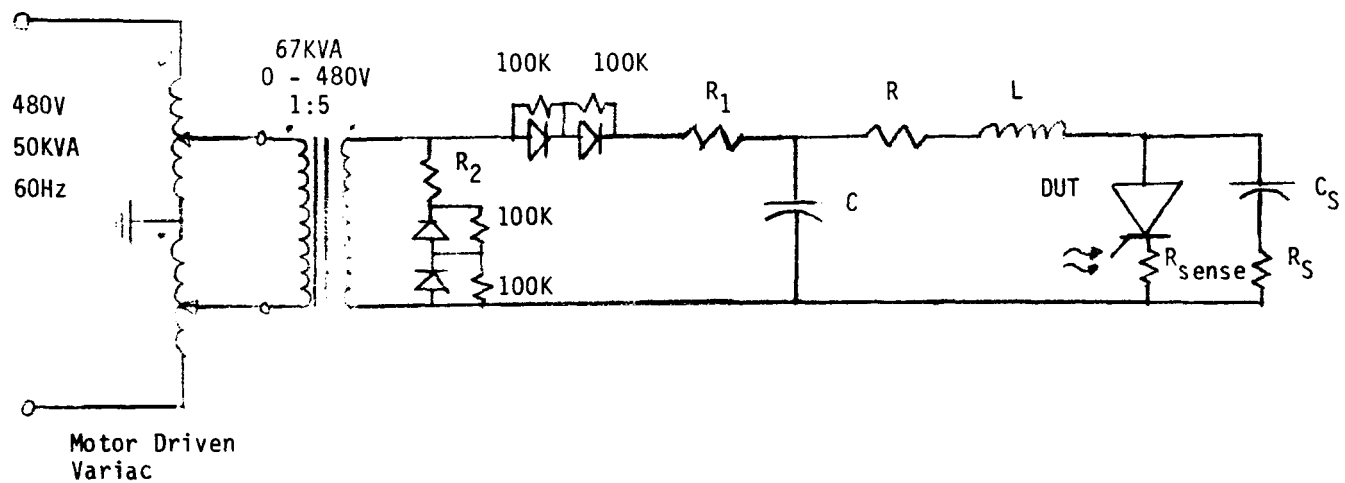 480V
50KVA
60Hz
67KVA
0 - 480V
1:5
R2
100K
100K
100K 100K
R1
C
R
L
DUT
Rsense
CS
RS
Motor Driven
Variac